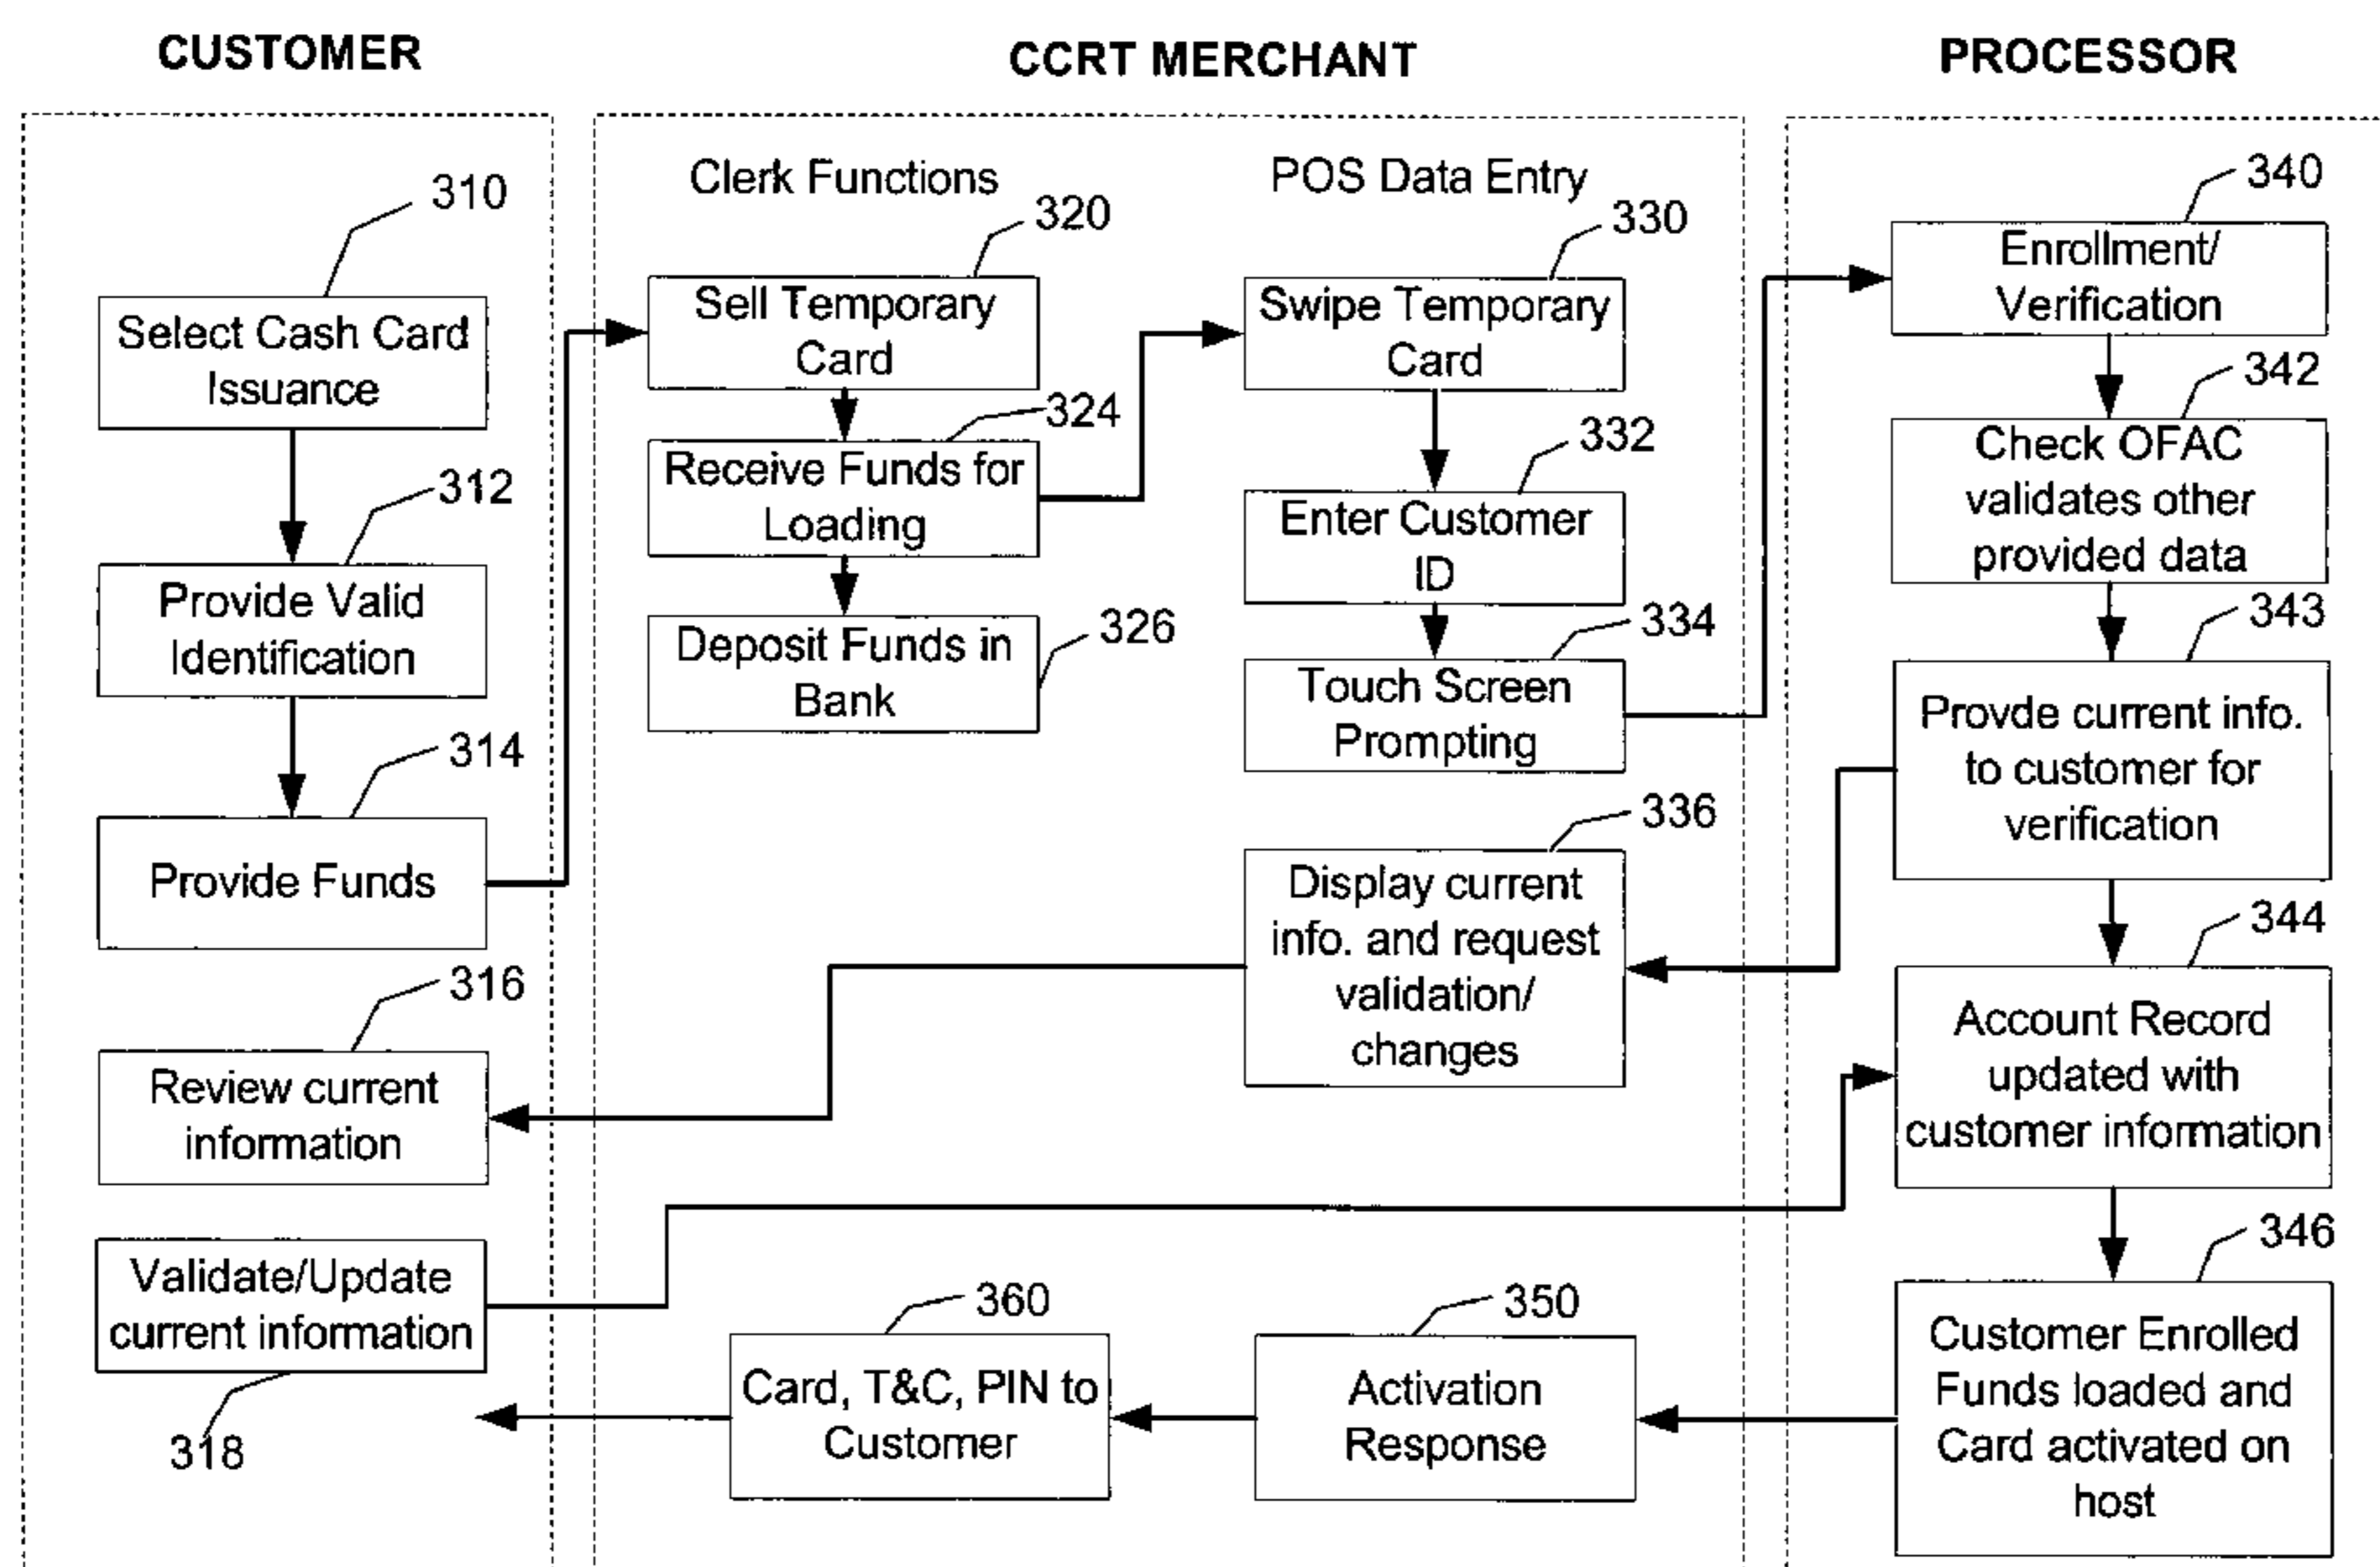 CUSTOMER
CCRT MERCHANT
PROCESSOR
310
Select Cash Card
Issuance
312
Provide Valid
Identification
314
Provide Funds
316
Review current
information
Validate/Update
current information
318
Clerk Functions
320
Sell Temporary
Card
324
Receive Funds for
Loading
326
Deposit Funds in
Bank
POS Data Entry
330
Swipe Temporary
Card
332
Enter Customer
ID
334
Touch Screen
Prompting
336
Display current
info. and request
validation/
changes
360
Card, T&C, PIN to
Customer
350
Activation
Response
340
Enrollment/
Verification
342
Check OFAC
validates other
provided data
343
Provde current info.
to customer for
verification
344
Account Record
updated with
customer information
346
Customer Enrolled
Funds loaded and
Card activated on
host